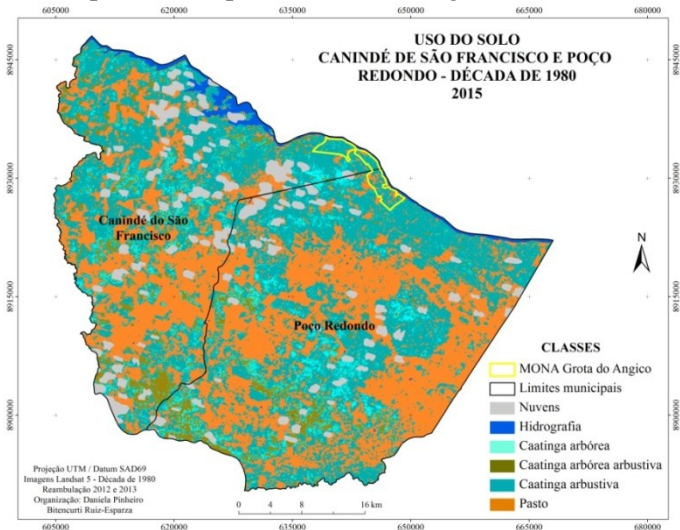 605000 620000 635000 650000 665000 680000
USO DO SOLO
CANINDÉ DE SÃO FRANCISCO E POÇO
REDONDO - DÉCADA DE 1980
2015
8945000 8945000
8930000 8930000
Canindé do São
Francisco
N
8915000 8915000
Poço Redondo
CLASSES
MONA Grota do Angico
Limites municipais
Nuvens
Hidrografia
Caatinga arbórea
Caatinga arbórea arbustiva
Caatinga arbustiva
Pasto
8900000 8900000
Projeção UTM / Datum SAD69
Imagens Landsat 5 - Década de 1980
Reambulação 2012 e 2013
Organização: Daniela Pinheiro
Bitencurti Ruiz-Esparza
0 4 8 16 km
605000 620000 635000 650000 665000 680000